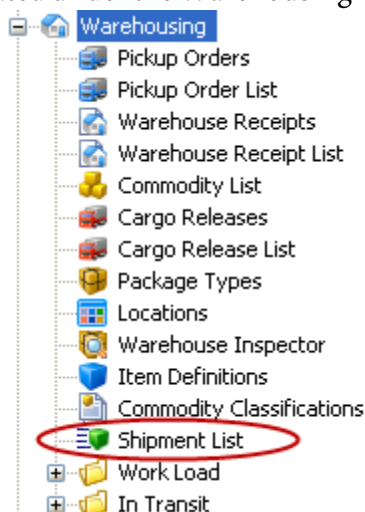 Warehousing
Pickup Orders
Pickup Order List
Warehouse Receipts
Warehouse Receipt List
Commodity List
Cargo Releases
Cargo Release List
Package Types
Locations
Warehouse Inspector
Item Definitions
Commodity Classifications
Shipment List
Work Load
In Transit